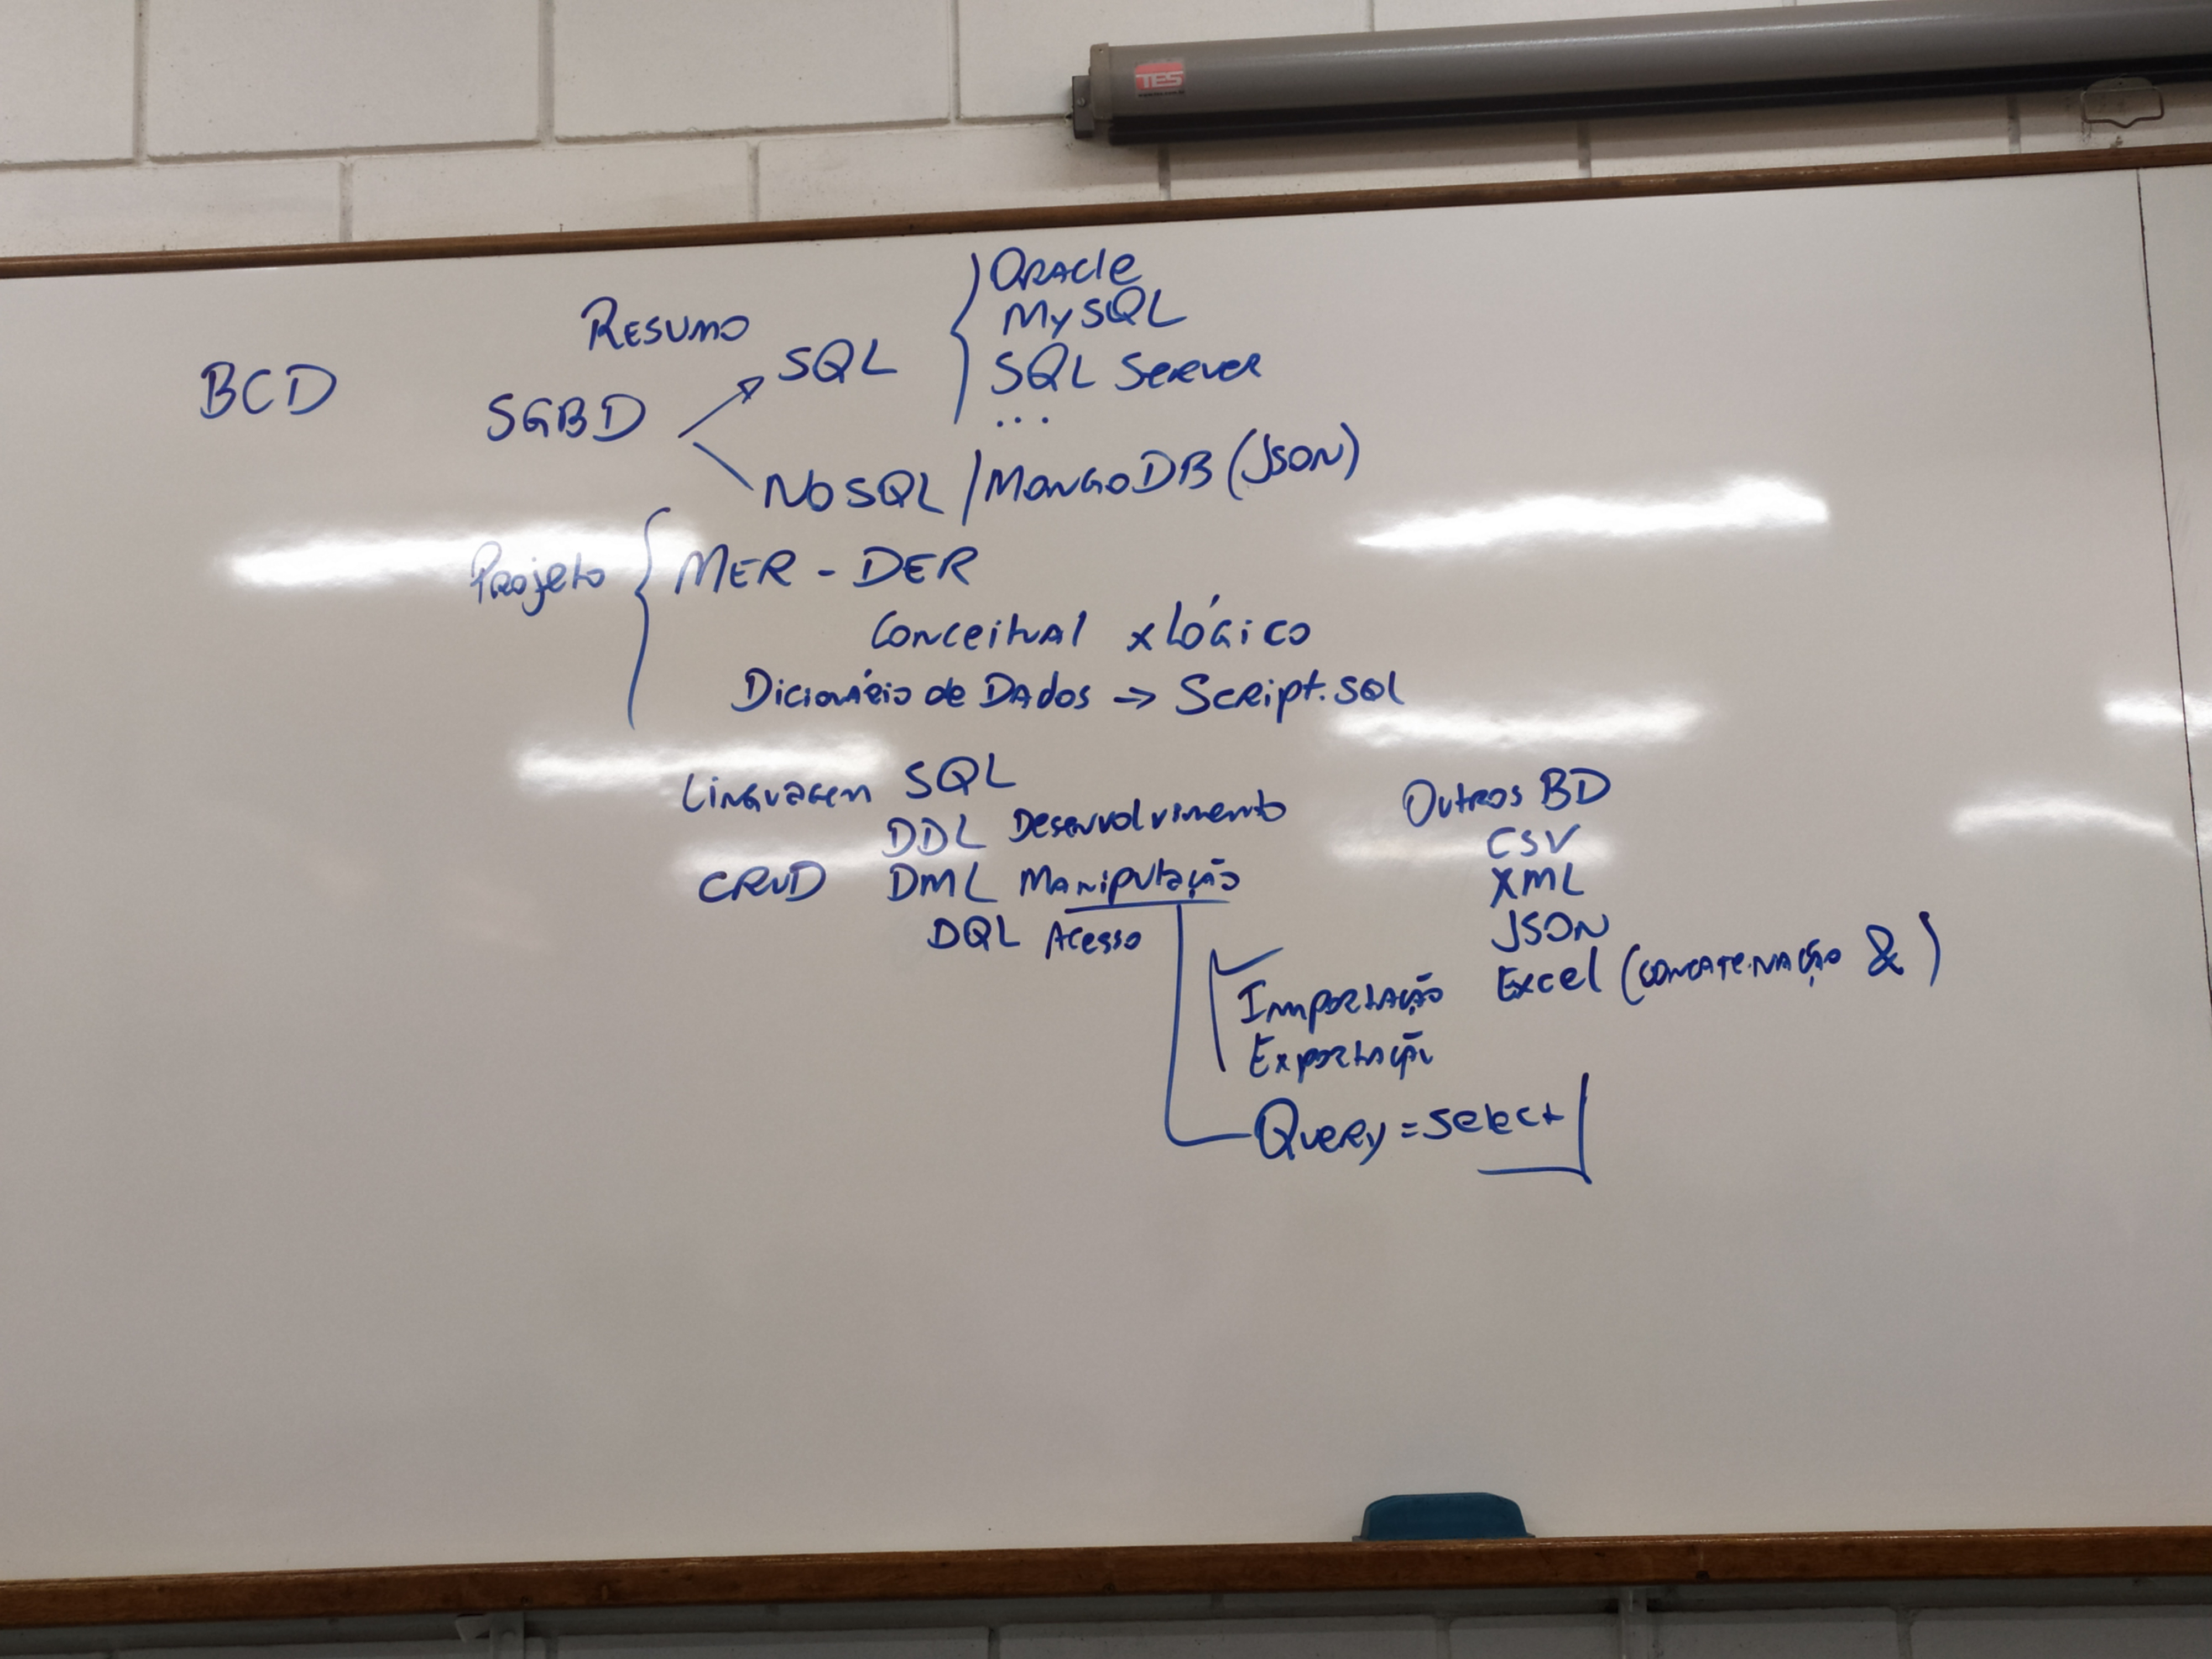 TES
RESUMO
BCD
SGBD
SQL
ORACle
MySQL
SQL SERVER
...
NoSQL / MONGODB (JSON)
Projeto
MER - DER
Conceitual x LÓGiCO
Dicionário de DADos → Script.SQL
Linguagem SQL
DDL Desenvolvimento
CRUD DML Manipulação
DQL Acesso
Outros BD
CSV
XML
JSON
Excel (CONCATENAÇÃO & )
IMPORTAÇÃO
EXPORTAÇÃO
QUERY = Select